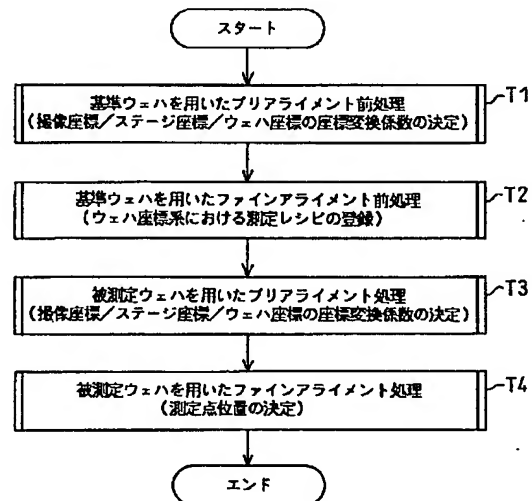 スタート
基準ウェハを用いたプリアライメント前処理
(撮像座標/ステージ座標/ウェハ座標の座標変換係数の決定)
T1
基準ウェハを用いたファインアライメント前処理
(ウェハ座標系における測定レシピの登録)
T2
被測定ウェハを用いたプリアライメント処理
(撮像座標/ステージ座標/ウェハ座標の座標変換係数の決定)
T3
被測定ウェハを用いたファインアライメント処理
(測定点位置の決定)
T4
エンド